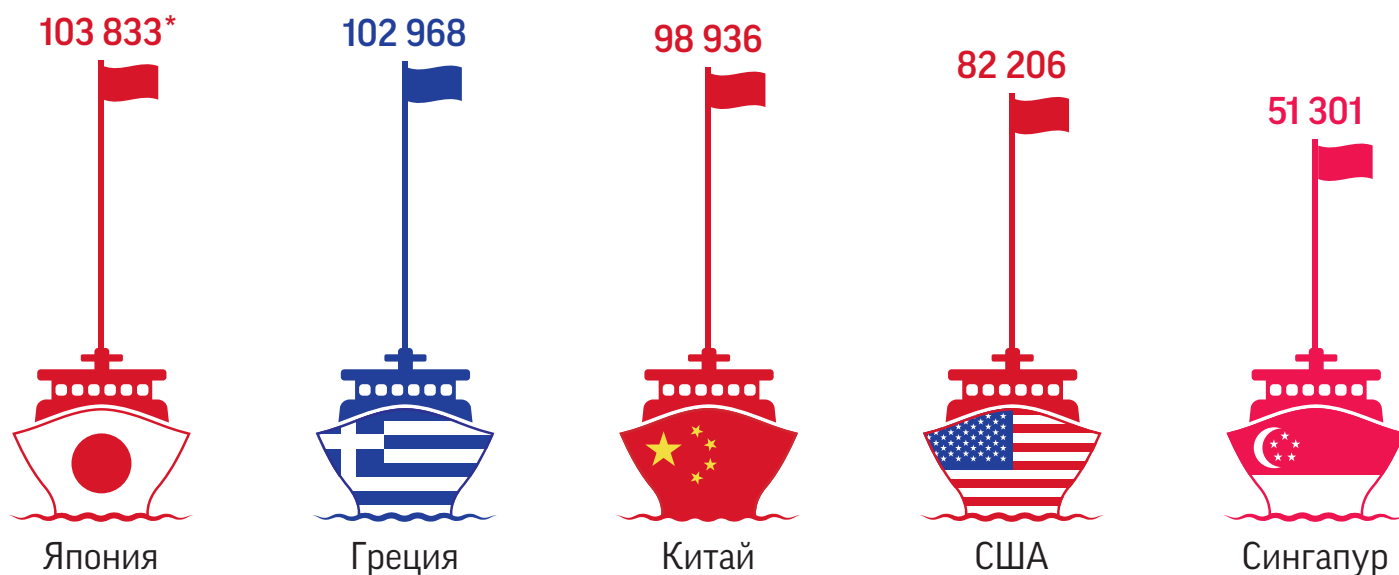 103 833*
102 968
98 936
82 206
51 301
Япония
Греция
Китай
США
Сингапур